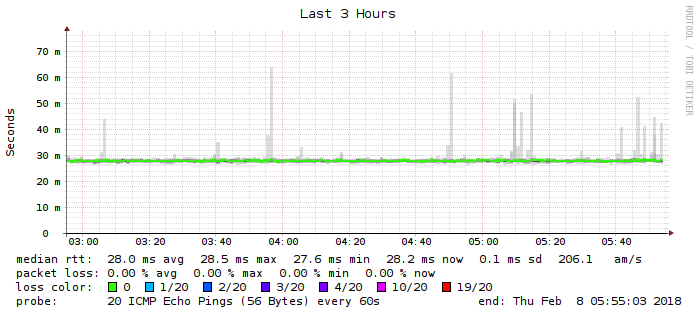 Last 3 Hours
RRDTOOL / TOBI OETIKER
Seconds
70 m
60 m
50 m
40 m
30 m
20 m
10 m
0
03:00 03:20 03:40 04:00 04:20 04:40 05:00 05:20 05:40
median rtt: 28.0 ms avg 28.5 ms max 27.6 ms min 28.2 ms now 0.1 ms sd 206.1 am/s
packet loss: 0.00 % avg 0.00 % max 0.00 % min 0.00 % now
loss color: 0 1/20 2/20 3/20 4/20 10/20 19/20
probe: 20 ICMP Echo Pings (56 Bytes) every 60s end: Thu Feb 8 05:55:03 2018